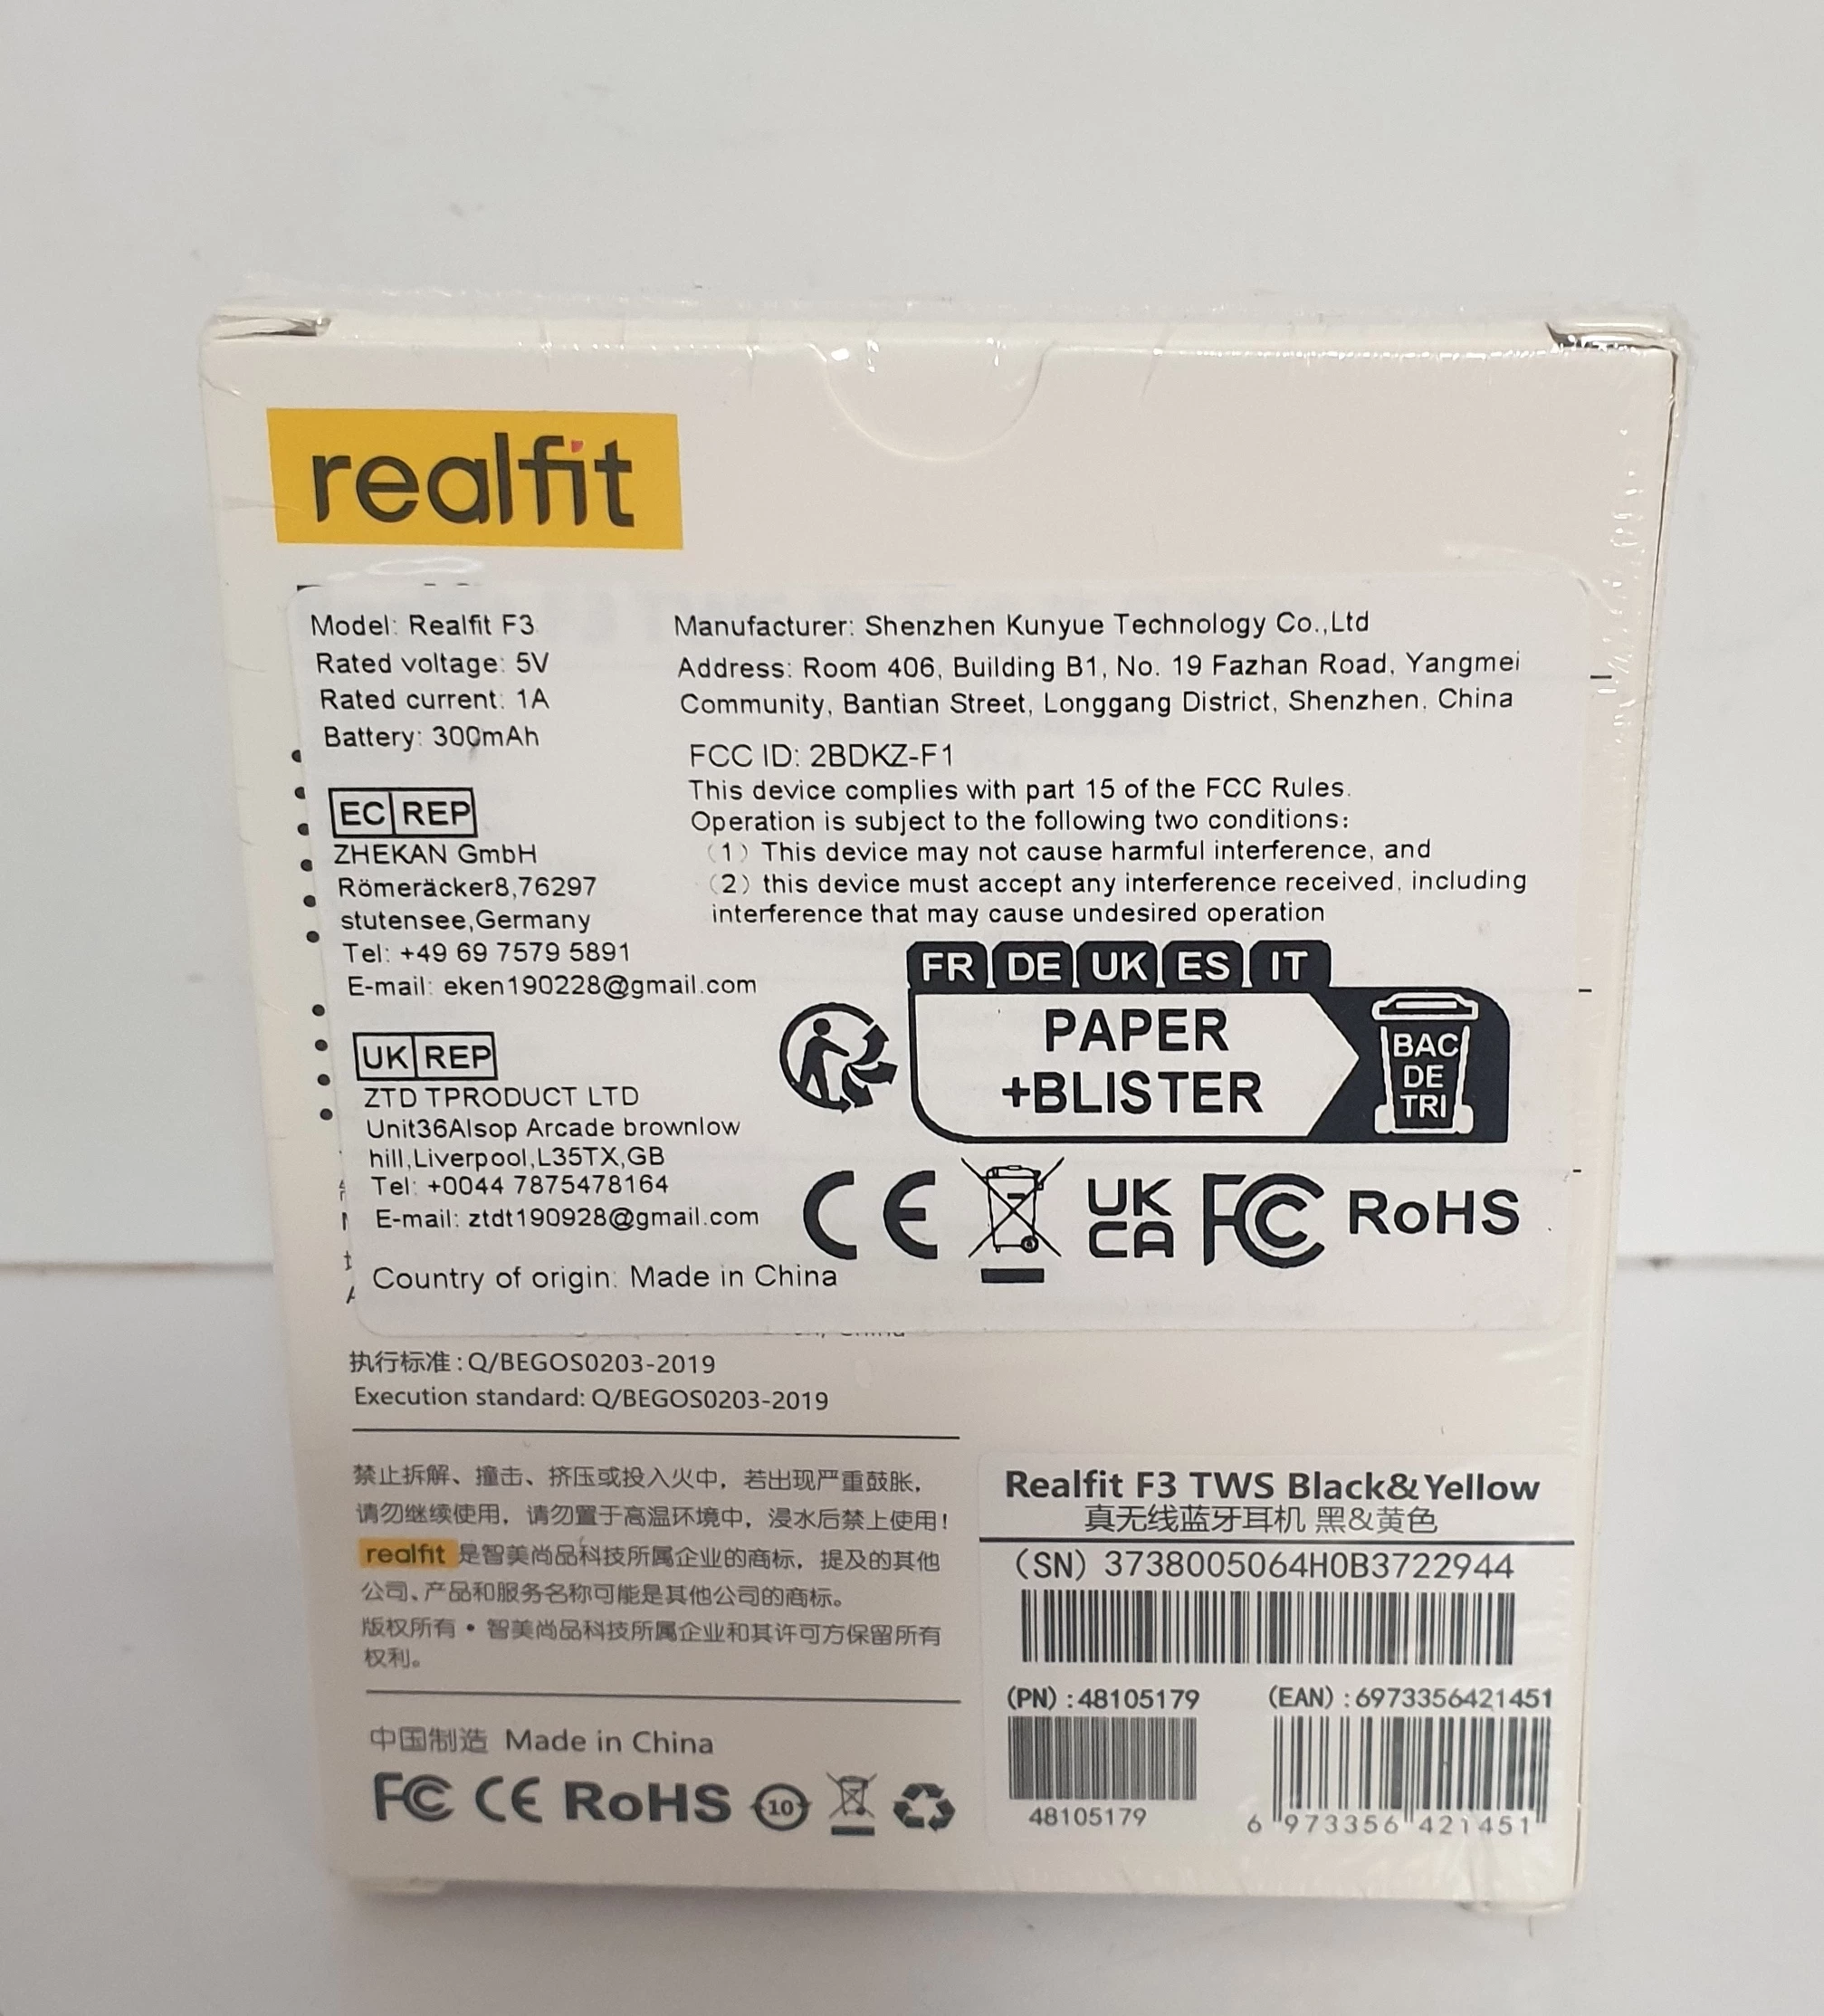 realfit
Model: Realfit F3
Rated voltage: 5V
Rated current: 1A
Battery: 300mAh
EC REP
ZHEKAN GmbH
Römeräcker8,76297
stutensee,Germany
Tel: +49 69 7579 5891
E-mail: eken190228@gmail.com
UK REP
ZTD TPRODUCT LTD
Unit36Alsop Arcade brownlow
hill,Liverpool,L35TX,GB
Tel: +0044 7875478164
E-mail: ztdt190928@gmail.com
Country of origin: Made in China
Manufacturer: Shenzhen Kunyue Technology Co.,Ltd
Address: Room 406, Building B1, No. 19 Fazhan Road, Yangmei
Community, Bantian Street, Longgang District, Shenzhen, China
FCC ID: 2BDKZ-F1
This device complies with part 15 of the FCC Rules.
Operation is subject to the following two conditions:
(1) This device may not cause harmful interference, and
(2) this device must accept any interference received, including
interference that may cause undesired operation
FR DE UK ES IT
PAPER
+BLISTER
BAC
DE
TRI
CE UK CA FC RoHS
执行标准:Q/BEGOS0203-2019
Execution standard: Q/BEGOS0203-2019
禁止拆解、撞击、挤压或投入火中，若出现严重鼓胀，
请勿继续使用，请勿置于高温环境中，浸水后禁上使用！
realfit 是智美尚品科技所属企业的商标，提及的其他
公司、产品和服务名称可能是其他公司的商标。
版权所有•智美尚品科技所属企业和其许可方保留所有
权利。
中国制造 Made in China
FC CE RoHS 10
Realfit F3 TWS Black&Yellow
真无线蓝牙耳机 黑&黄色
(SN) 3738005064H0B3722944
(PN):48105179
48105179
(EAN):6973356421451
6 973356 421451